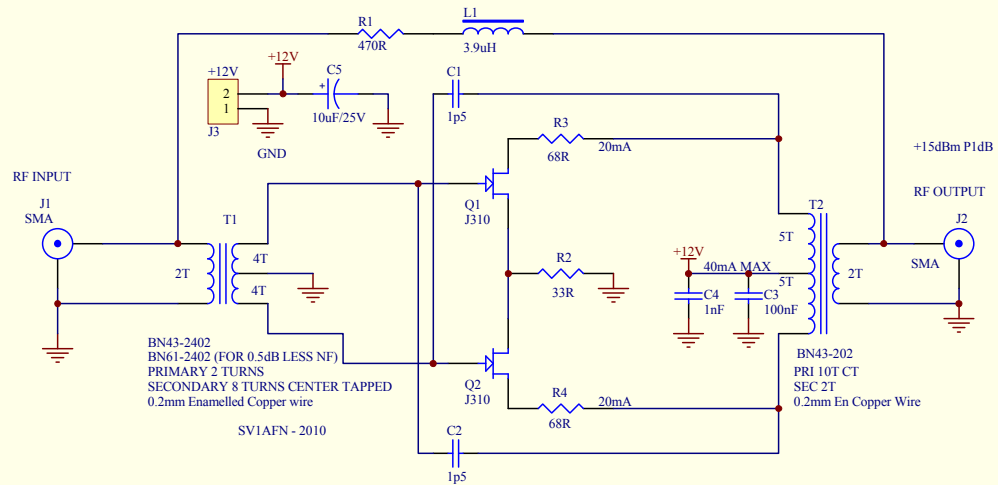 L1
R1
470R
3.9uH
+12V
+12V
C5
+
2
1
10uF/25V
J3
GND
C1
1p5
R3
68R
20mA
+15dBm P1dB
RF INPUT
J1
SMA
Q1
J310
RF OUTPUT
J2
SMA
T1
2T
4T
4T
R2
33R
+12V
40mA MAX
C4
1nF
C3
100nF
T2
5T
5T
2T
BN43-2402
BN61-2402 (FOR 0.5dB LESS NF)
PRIMARY 2 TURNS
SECONDARY 8 TURNS CENTER TAPPED
0.2mm Enamelled Copper wire
SV1AFN - 2010
Q2
J310
R4
68R
20mA
BN43-202
PRI 10T CT
SEC 2T
0.2mm En Copper Wire
C2
1p5